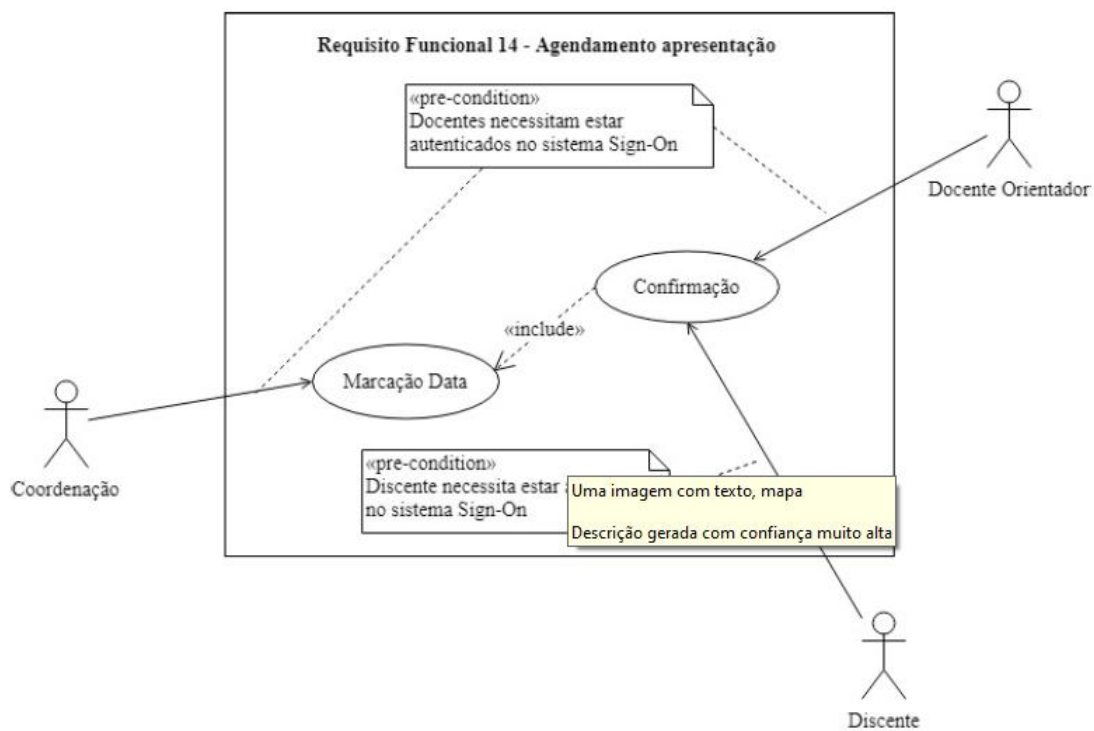 Requisito Funcional 14 - Agendamento apresentação
«pre-condition»
Docentes necessitam estar
autenticados no sistema Sign-On
Docente Orientador
Confirmação
«include»
Marcação Data
Coordenação
«pre-condition»
Discente necessita estar
no sistema Sign-On
Uma imagem com texto, mapa
Descrição gerada com confiança muito alta
Discente